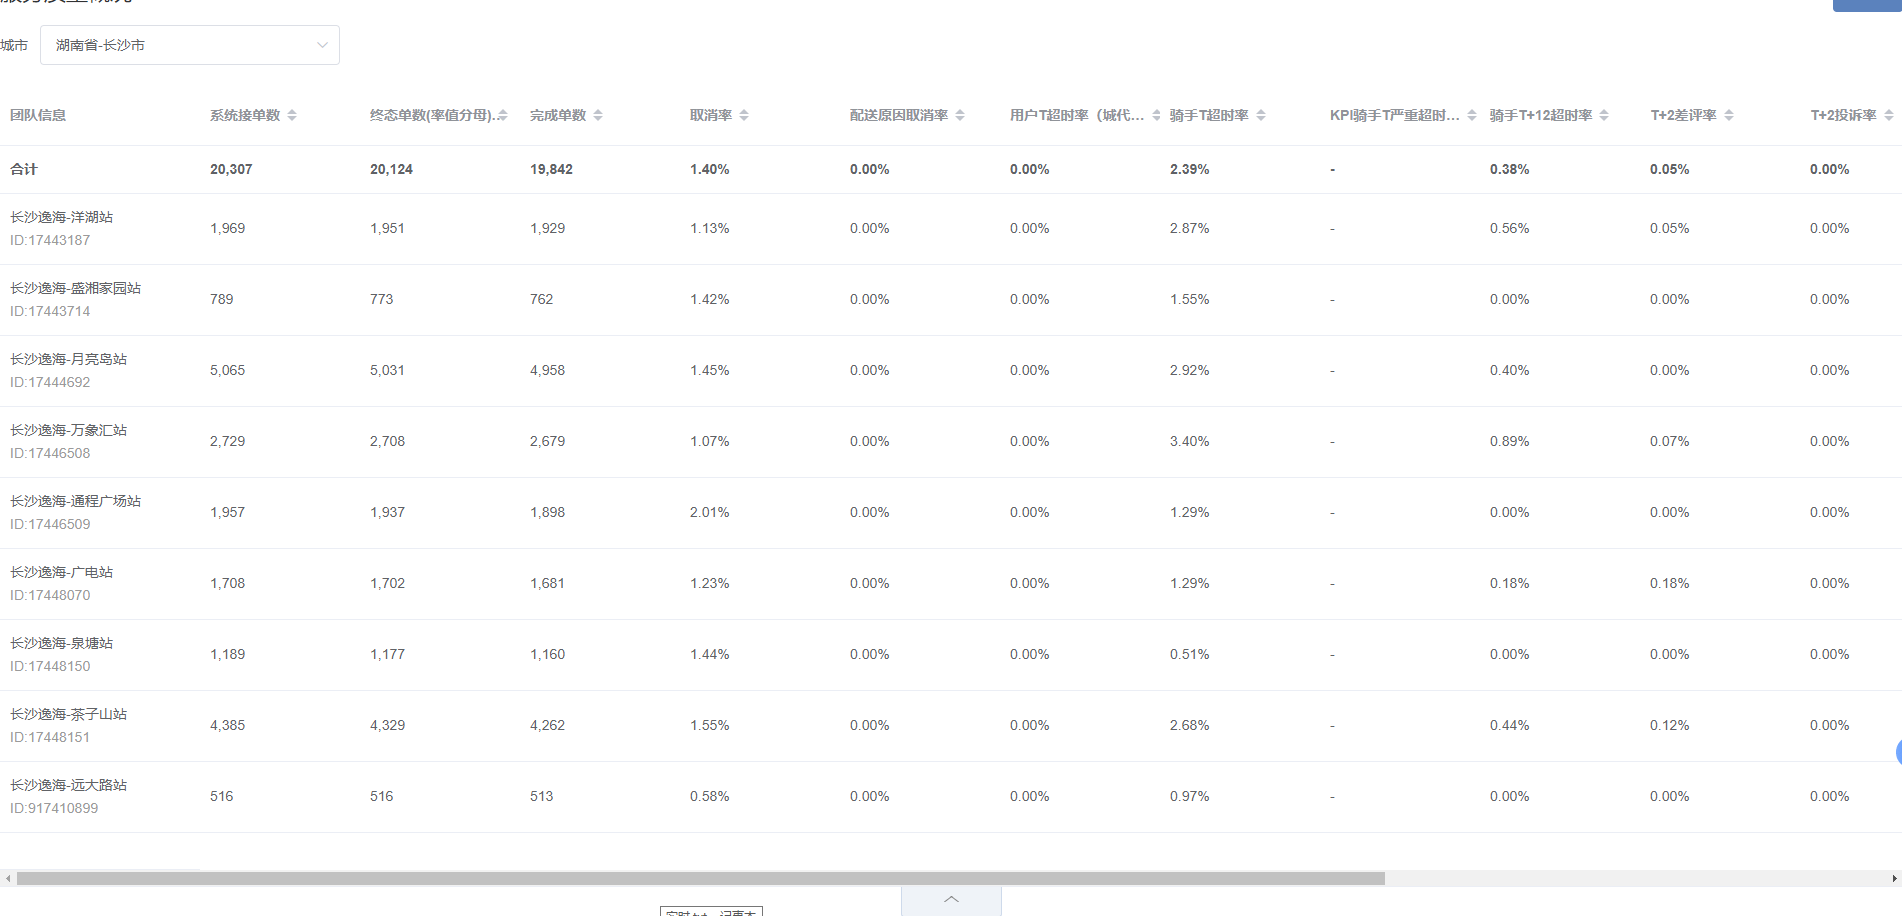 城市 湖南省-长沙市
团队信息 系统接单数 终态单数(率值分母)... 完成单数 取消率 配送原因取消率 用户T超时率（城代... 骑手T超时率 KPI骑手T严重超时... 骑手T+12超时率 T+2差评率 T+2投诉率
合计 20,307 20,124 19,842 1.40% 0.00% 0.00% 2.39% - 0.38% 0.05% 0.00%
长沙逸海-洋湖站
ID:17443187
1,969 1,951 1,929 1.13% 0.00% 0.00% 2.87% - 0.56% 0.05% 0.00%
长沙逸海-盛湘家园站
ID:17443714
789 773 762 1.42% 0.00% 0.00% 1.55% - 0.00% 0.00% 0.00%
长沙逸海-月亮岛站
ID:17444692
5,065 5,031 4,958 1.45% 0.00% 0.00% 2.92% - 0.40% 0.00% 0.00%
长沙逸海-万象汇站
ID:17446508
2,729 2,708 2,679 1.07% 0.00% 0.00% 3.40% - 0.89% 0.07% 0.00%
长沙逸海-通程广场站
ID:17446509
1,957 1,937 1,898 2.01% 0.00% 0.00% 1.29% - 0.00% 0.00% 0.00%
长沙逸海-广电站
ID:17448070
1,708 1,702 1,681 1.23% 0.00% 0.00% 1.29% - 0.18% 0.18% 0.00%
长沙逸海-泉塘站
ID:17448150
1,189 1,177 1,160 1.44% 0.00% 0.00% 0.51% - 0.00% 0.00% 0.00%
长沙逸海-茶子山站
ID:17448151
4,385 4,329 4,262 1.55% 0.00% 0.00% 2.68% - 0.44% 0.12% 0.00%
长沙逸海-远大路站
ID:917410899
516 516 513 0.58% 0.00% 0.00% 0.97% - 0.00% 0.00% 0.00%